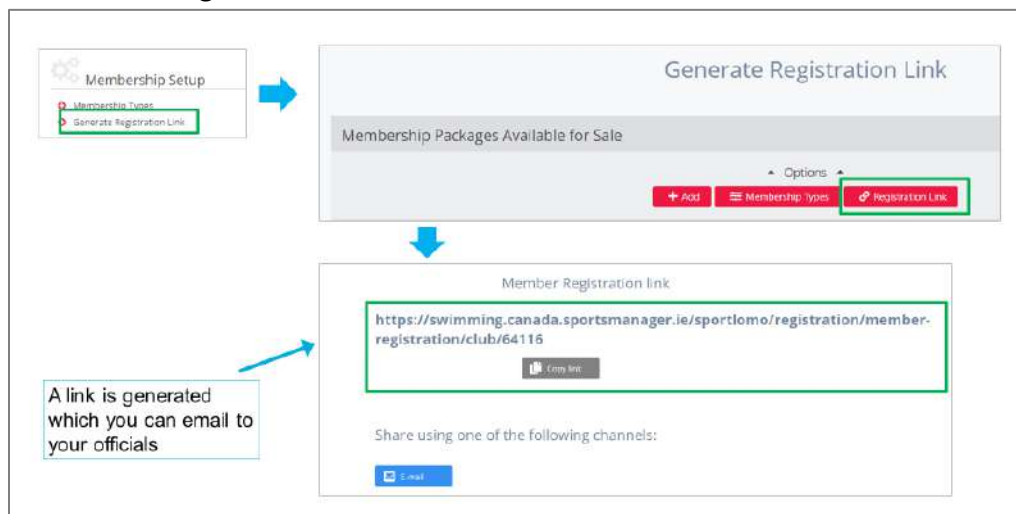 Membership Setup
Membership Types
Generate Registration Link
Generate Registration Link
Membership Packages Available for Sale
Options
Add
Membership Types
Registration Link
Member Registration link
https://swimming.canada.sportsmanager.ie/sportlomo/registration/member-
registration/club/64116
Copy link
A link is generated
which you can email to
your officials
Share using one of the following channels:
E-mail